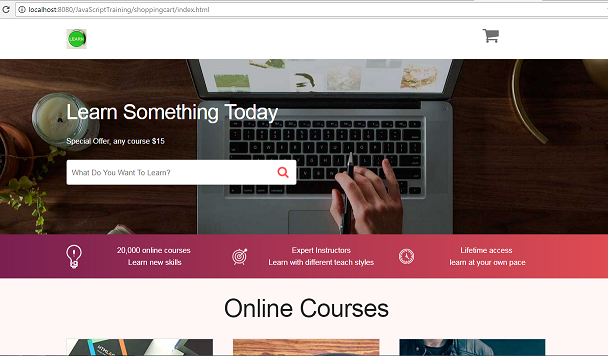 localhost:8080/JavaScriptTraining/shoppingcart/index.html
LEARN
Learn Something Today
Special Offer, any course $15
What Do You Want To Learn?
20,000 online courses
Learn new skills
Expert Instructors
Learn with different teach styles
Lifetime access
learn at your own pace
Online Courses